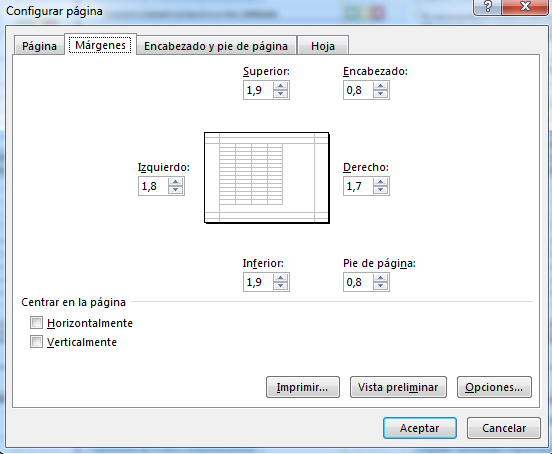 Configurar página
Página Márgenes Encabezado y pie de página Hoja
Superior: Encabezado:
1,9 0,8
Izquierdo: Derecho:
1,8 1,7
Inferior: Pie de página:
1,9 0,8
Centrar en la página
Horizontalmente
Verticalmente
Imprimir... Vista preliminar Opciones...
Aceptar Cancelar